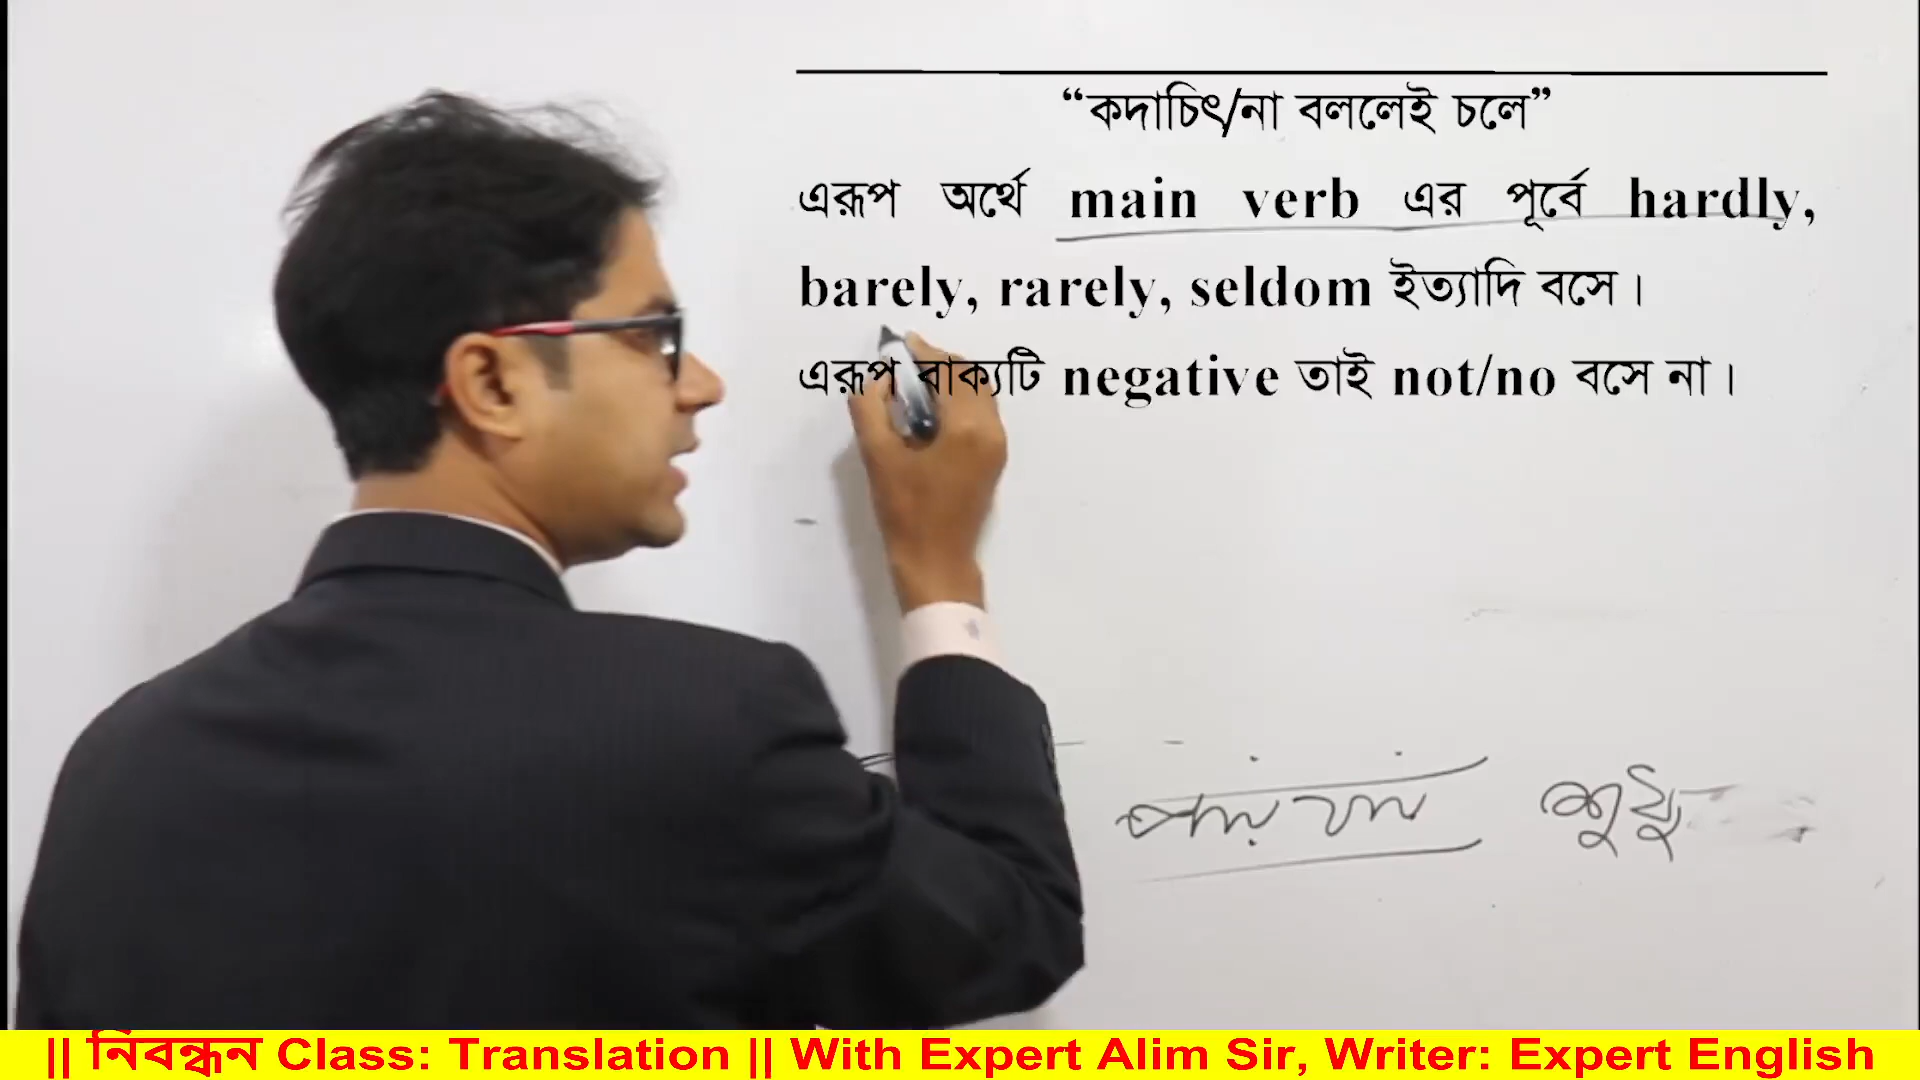 “কদাচিৎ/না বললেই চলে”
এরূপ অর্থে main verb এর পূর্বে hardly,
barely, rarely, seldom ইত্যাদি বসে।
এরূপ বাক্যটি negative তাই not/no বসে না।
শুধু
|| নিবন্ধন Class: Translation || With Expert Alim Sir, Writer: Expert English